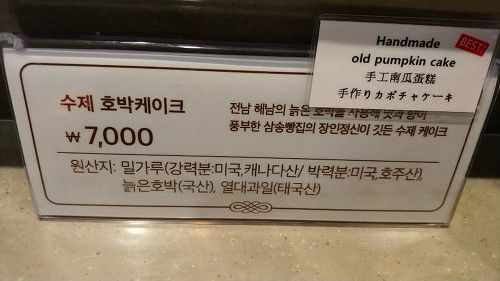 Handmade
BEST!
old pumpkin cake
手工南瓜蛋糕
手作りカボチャケーキ
수제 호박케이크
₩7,000
전남 해남의 늙은 호박을 사용해 맛과 향이
풍부한 삼송빵집의 장인정신이 깃든 수제 케이크
원산지: 밀가루(강력분:미국,캐나다산/ 박력분:미국,호주산),
늙은호박(국산), 열대과일(태국산)